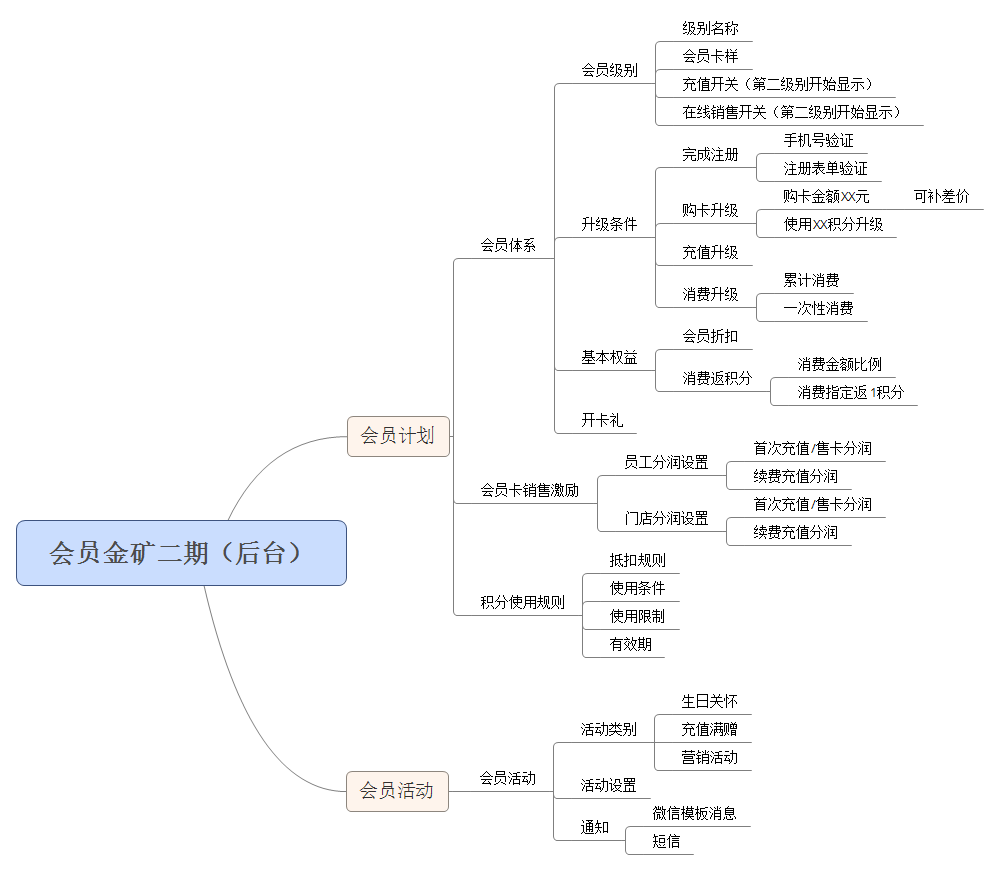 会员金矿二期（后台）
会员计划
会员体系
会员级别
级别名称
会员卡样
充值开关（第二级别开始显示）
在线销售开关（第二级别开始显示）
升级条件
完成注册
手机号验证
注册表单验证
购卡升级
购卡金额XX元
可补差价
使用XX积分升级
充值升级
消费升级
累计消费
一次性消费
基本权益
会员折扣
消费返积分
消费金额比例
消费指定返1积分
开卡礼
会员卡销售激励
员工分润设置
首次充值/售卡分润
续费充值分润
门店分润设置
首次充值/售卡分润
续费充值分润
积分使用规则
抵扣规则
使用条件
使用限制
有效期
会员活动
会员活动
活动类别
生日关怀
充值满赠
营销活动
活动设置
通知
微信模板消息
短信